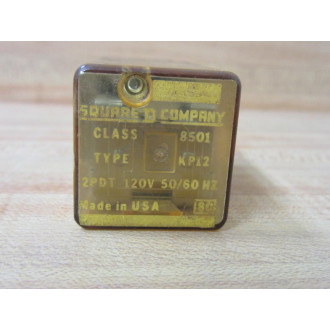 SQUARE D COMPANY
CLASS 8501
TYPE KP12
2PDT 120V 50/60 HZ
Made in USA